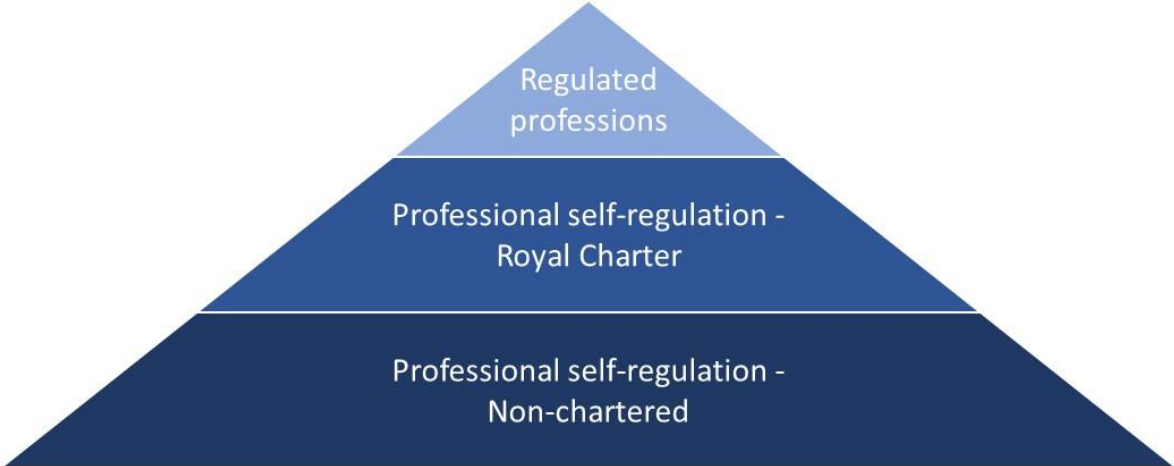 Regulated
professions
Professional self-regulation -
Royal Charter
Professional self-regulation -
Non-chartered